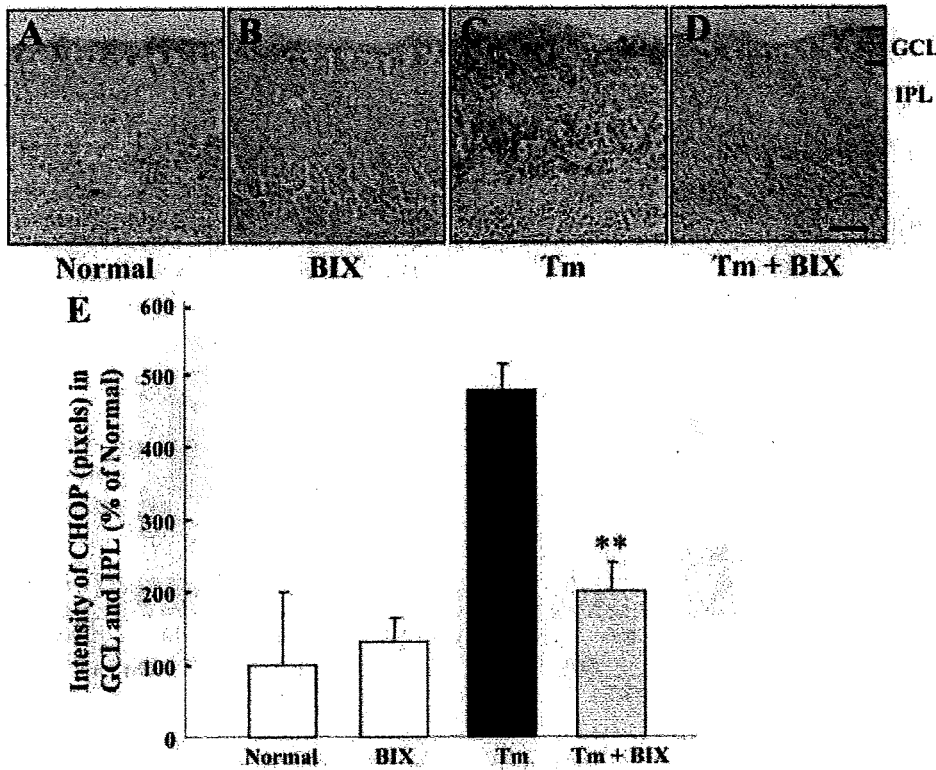 A B C D
GCL
IPL
Normal BIX Tm Tm + BIX
E
Intensity of CHOP (pixels) in
GCL and IPL (% of Normal)
600
500
400
300
200
100
0
**
Normal BIX Tm Tm + BIX